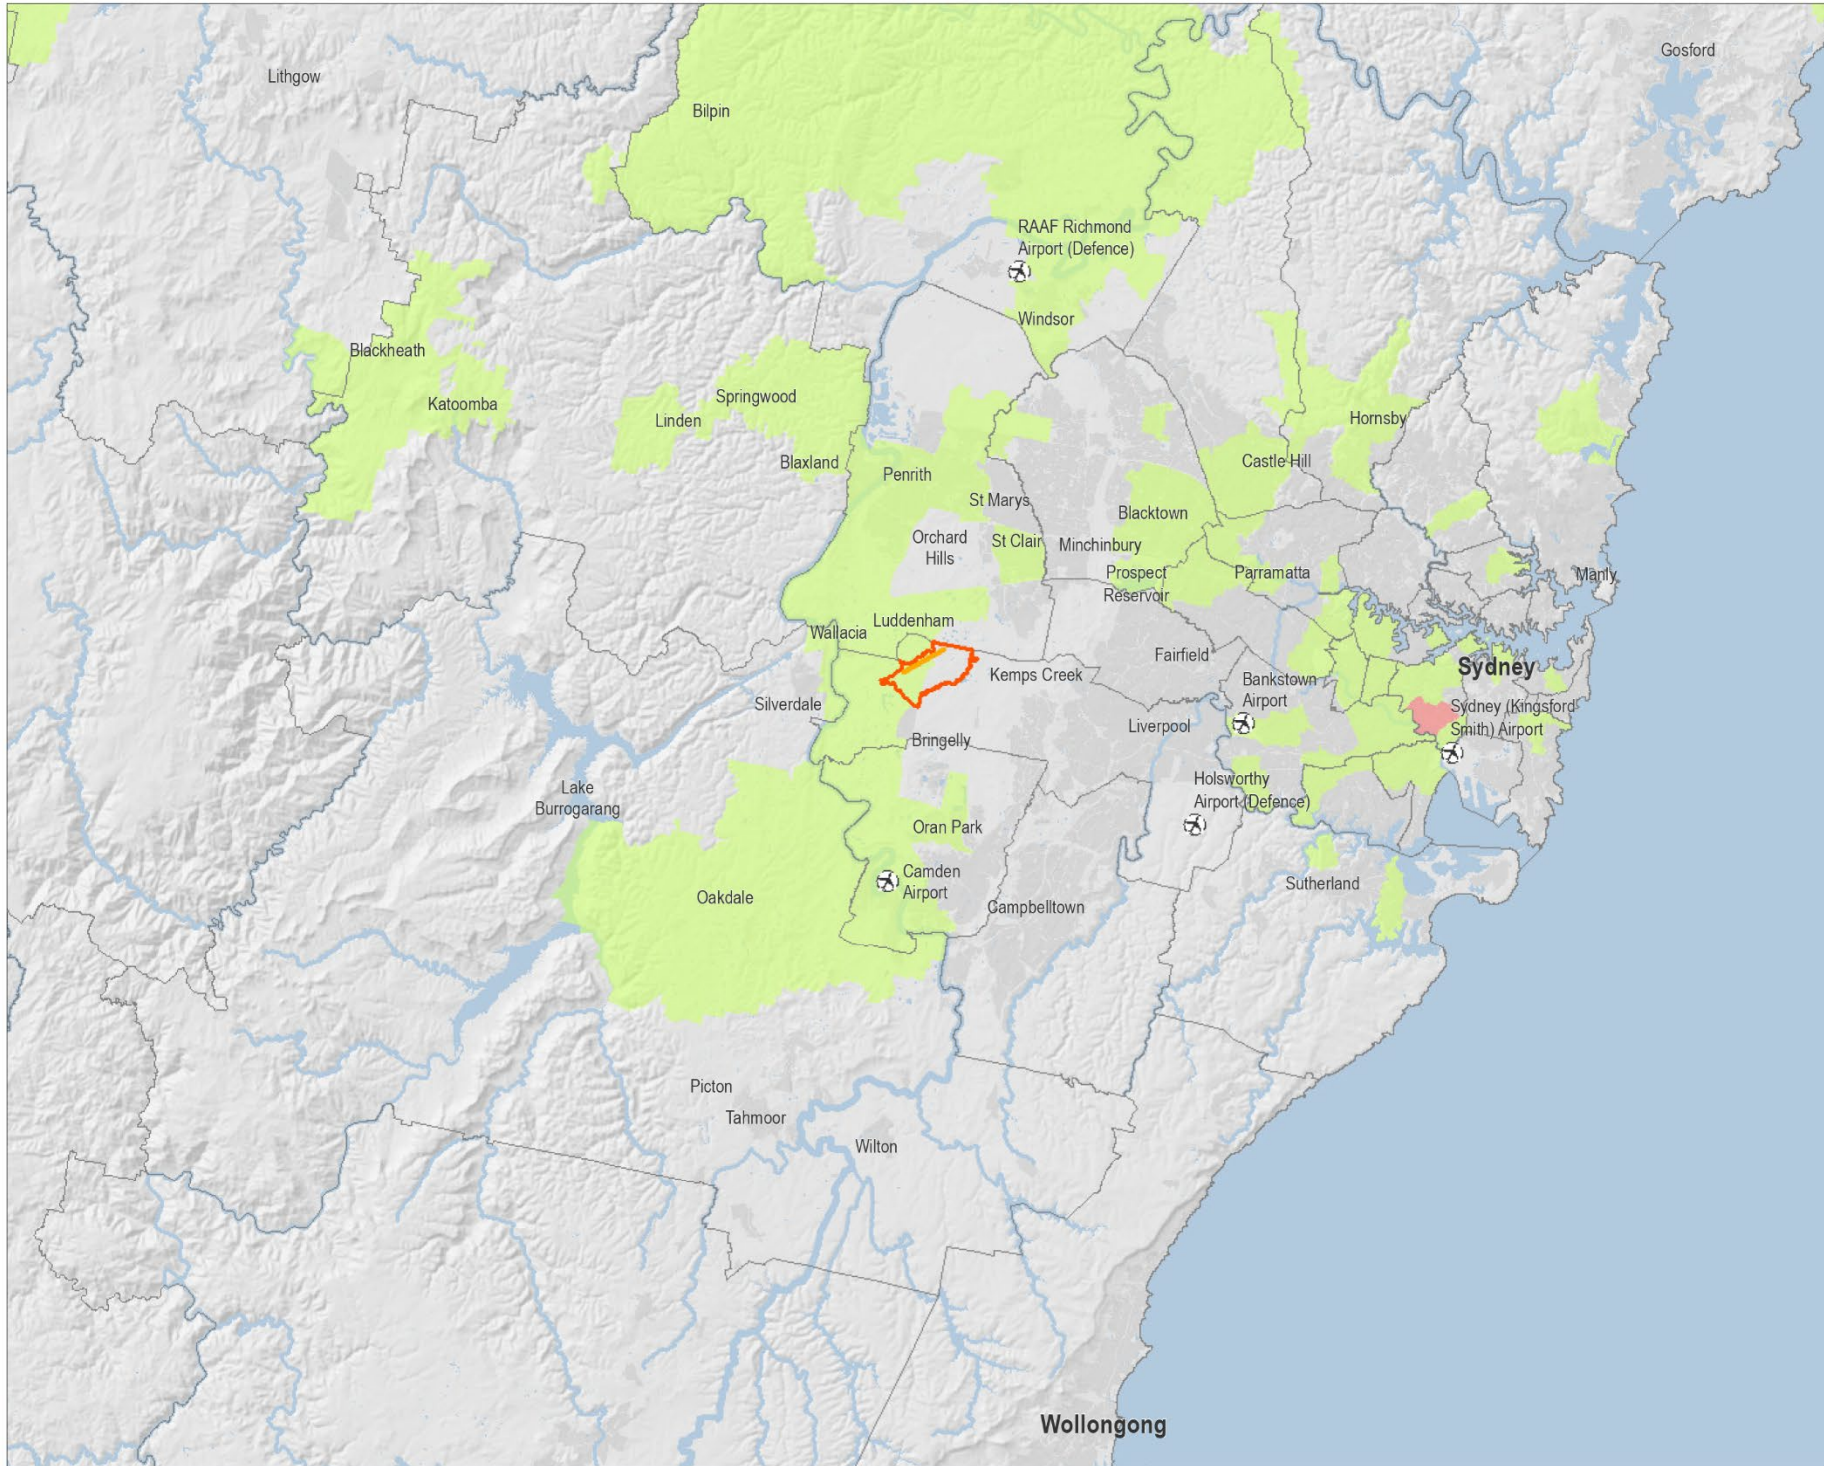 Gosford
Lithgow
Bilpin
RAAF Richmond
Airport (Defence)
Windsor
Blackheath
Katoomba
Springwood
Linden
Hornsby
Blaxland
Castle Hill
Penrith
St Marys
Blacktown
Orchard
Hills
St Clair
Minchinbury
Prospect
Reservoir
Parramatta
Manly
Luddenham
Wallacia
Fairfield
Sydney
Kemps Creek
Bankstown
Airport
Silverdale
Sydney (Kingsford
Smith) Airport
Liverpool
Bringelly
Lake
Burrogarang
Holsworthy
Airport (Defence)
Oran Park
Camden
Airport
Sutherland
Oakdale
Campbelltown
Picton
Tahmoor
Wilton
Wollongong